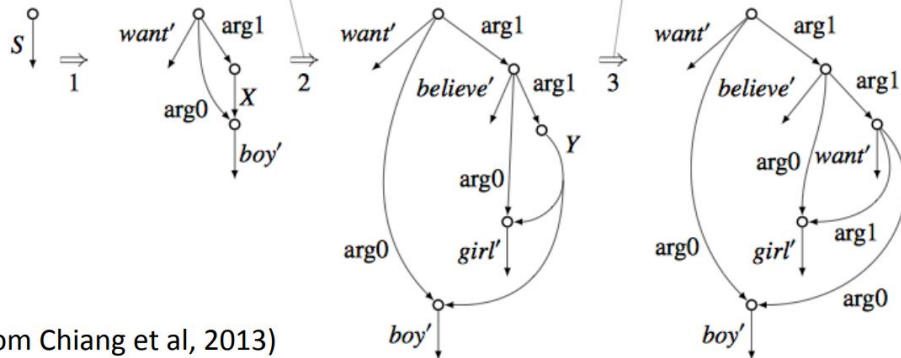 S
1
want'
arg1
X
arg0
boy'
2
want'
arg1
believe'
arg1
Y
arg0
girl'
arg0
boy'
3
want'
arg1
believe'
arg1
arg0
want'
girl'
arg1
arg0
arg0
boy'
om Chiang et al, 2013)